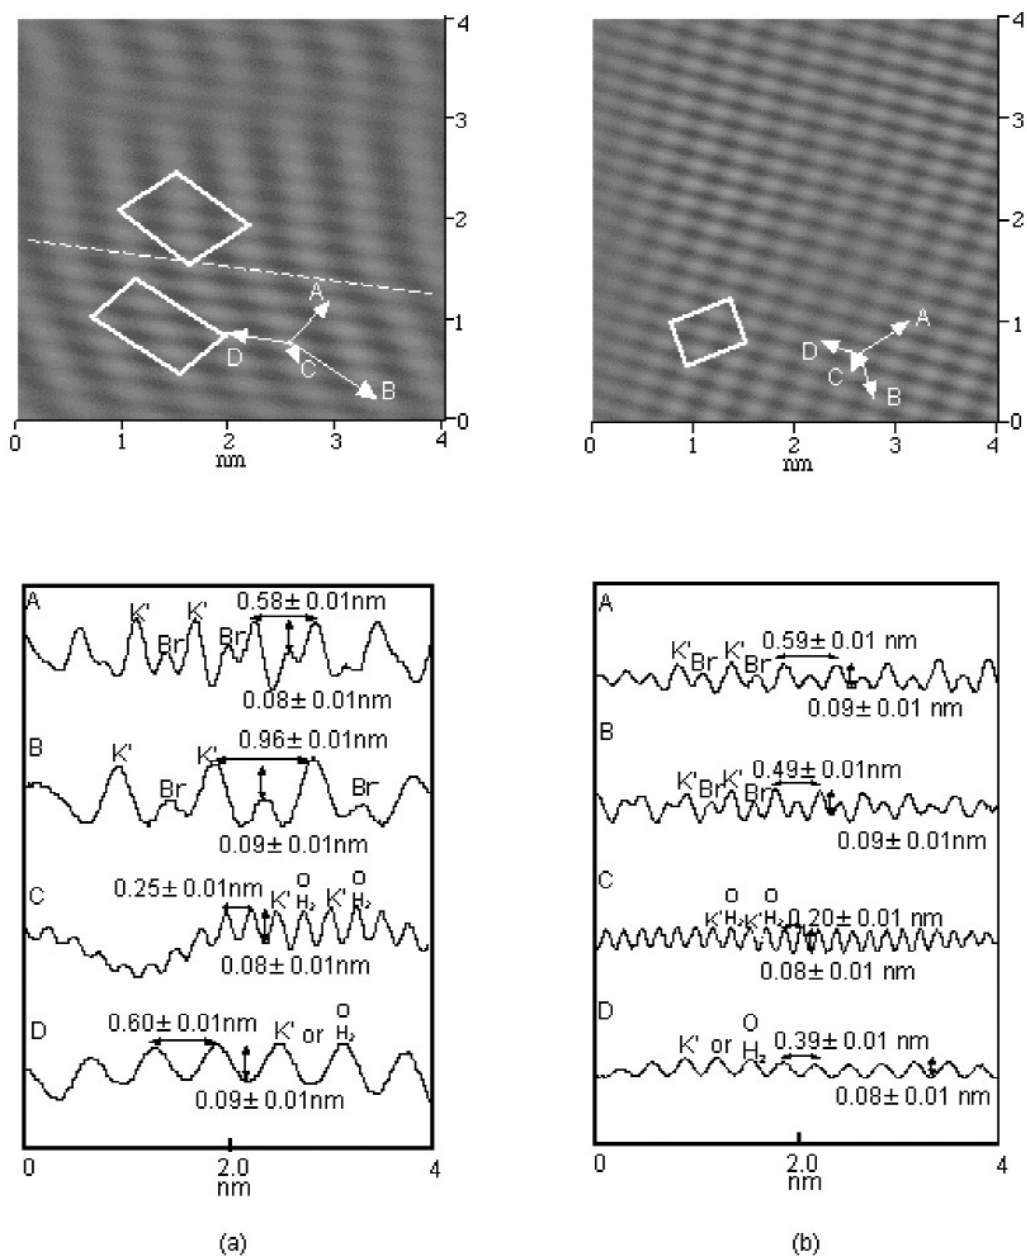 4
3
2
1
0
A
D
C
B
0 1 2 3 4
nm
4
3
2
1
0
A
D
C
B
0 1 2 3 4
nm
A
K' K' 0.58± 0.01nm
Br Br
0.08± 0.01nm
B
K' K' 0.96± 0.01nm
Br Br
0.09± 0.01nm
C
0.25± 0.01nm K' O H₂ K' O H₂
0.08± 0.01nm
D
0.60± 0.01nm K' or O H₂
0.09± 0.01nm
0 2.0 4
nm
(a)
A
K' Br K' Br 0.59± 0.01 nm
0.09± 0.01 nm
B
K' Br K' Br 0.49± 0.01nm
0.09± 0.01nm
C
K' O H₂ K' O H₂ 0.20± 0.01 nm
0.08± 0.01 nm
D
K' or O H₂ 0.39± 0.01 nm
0.08± 0.01 nm
0 2.0 4
nm
(b)